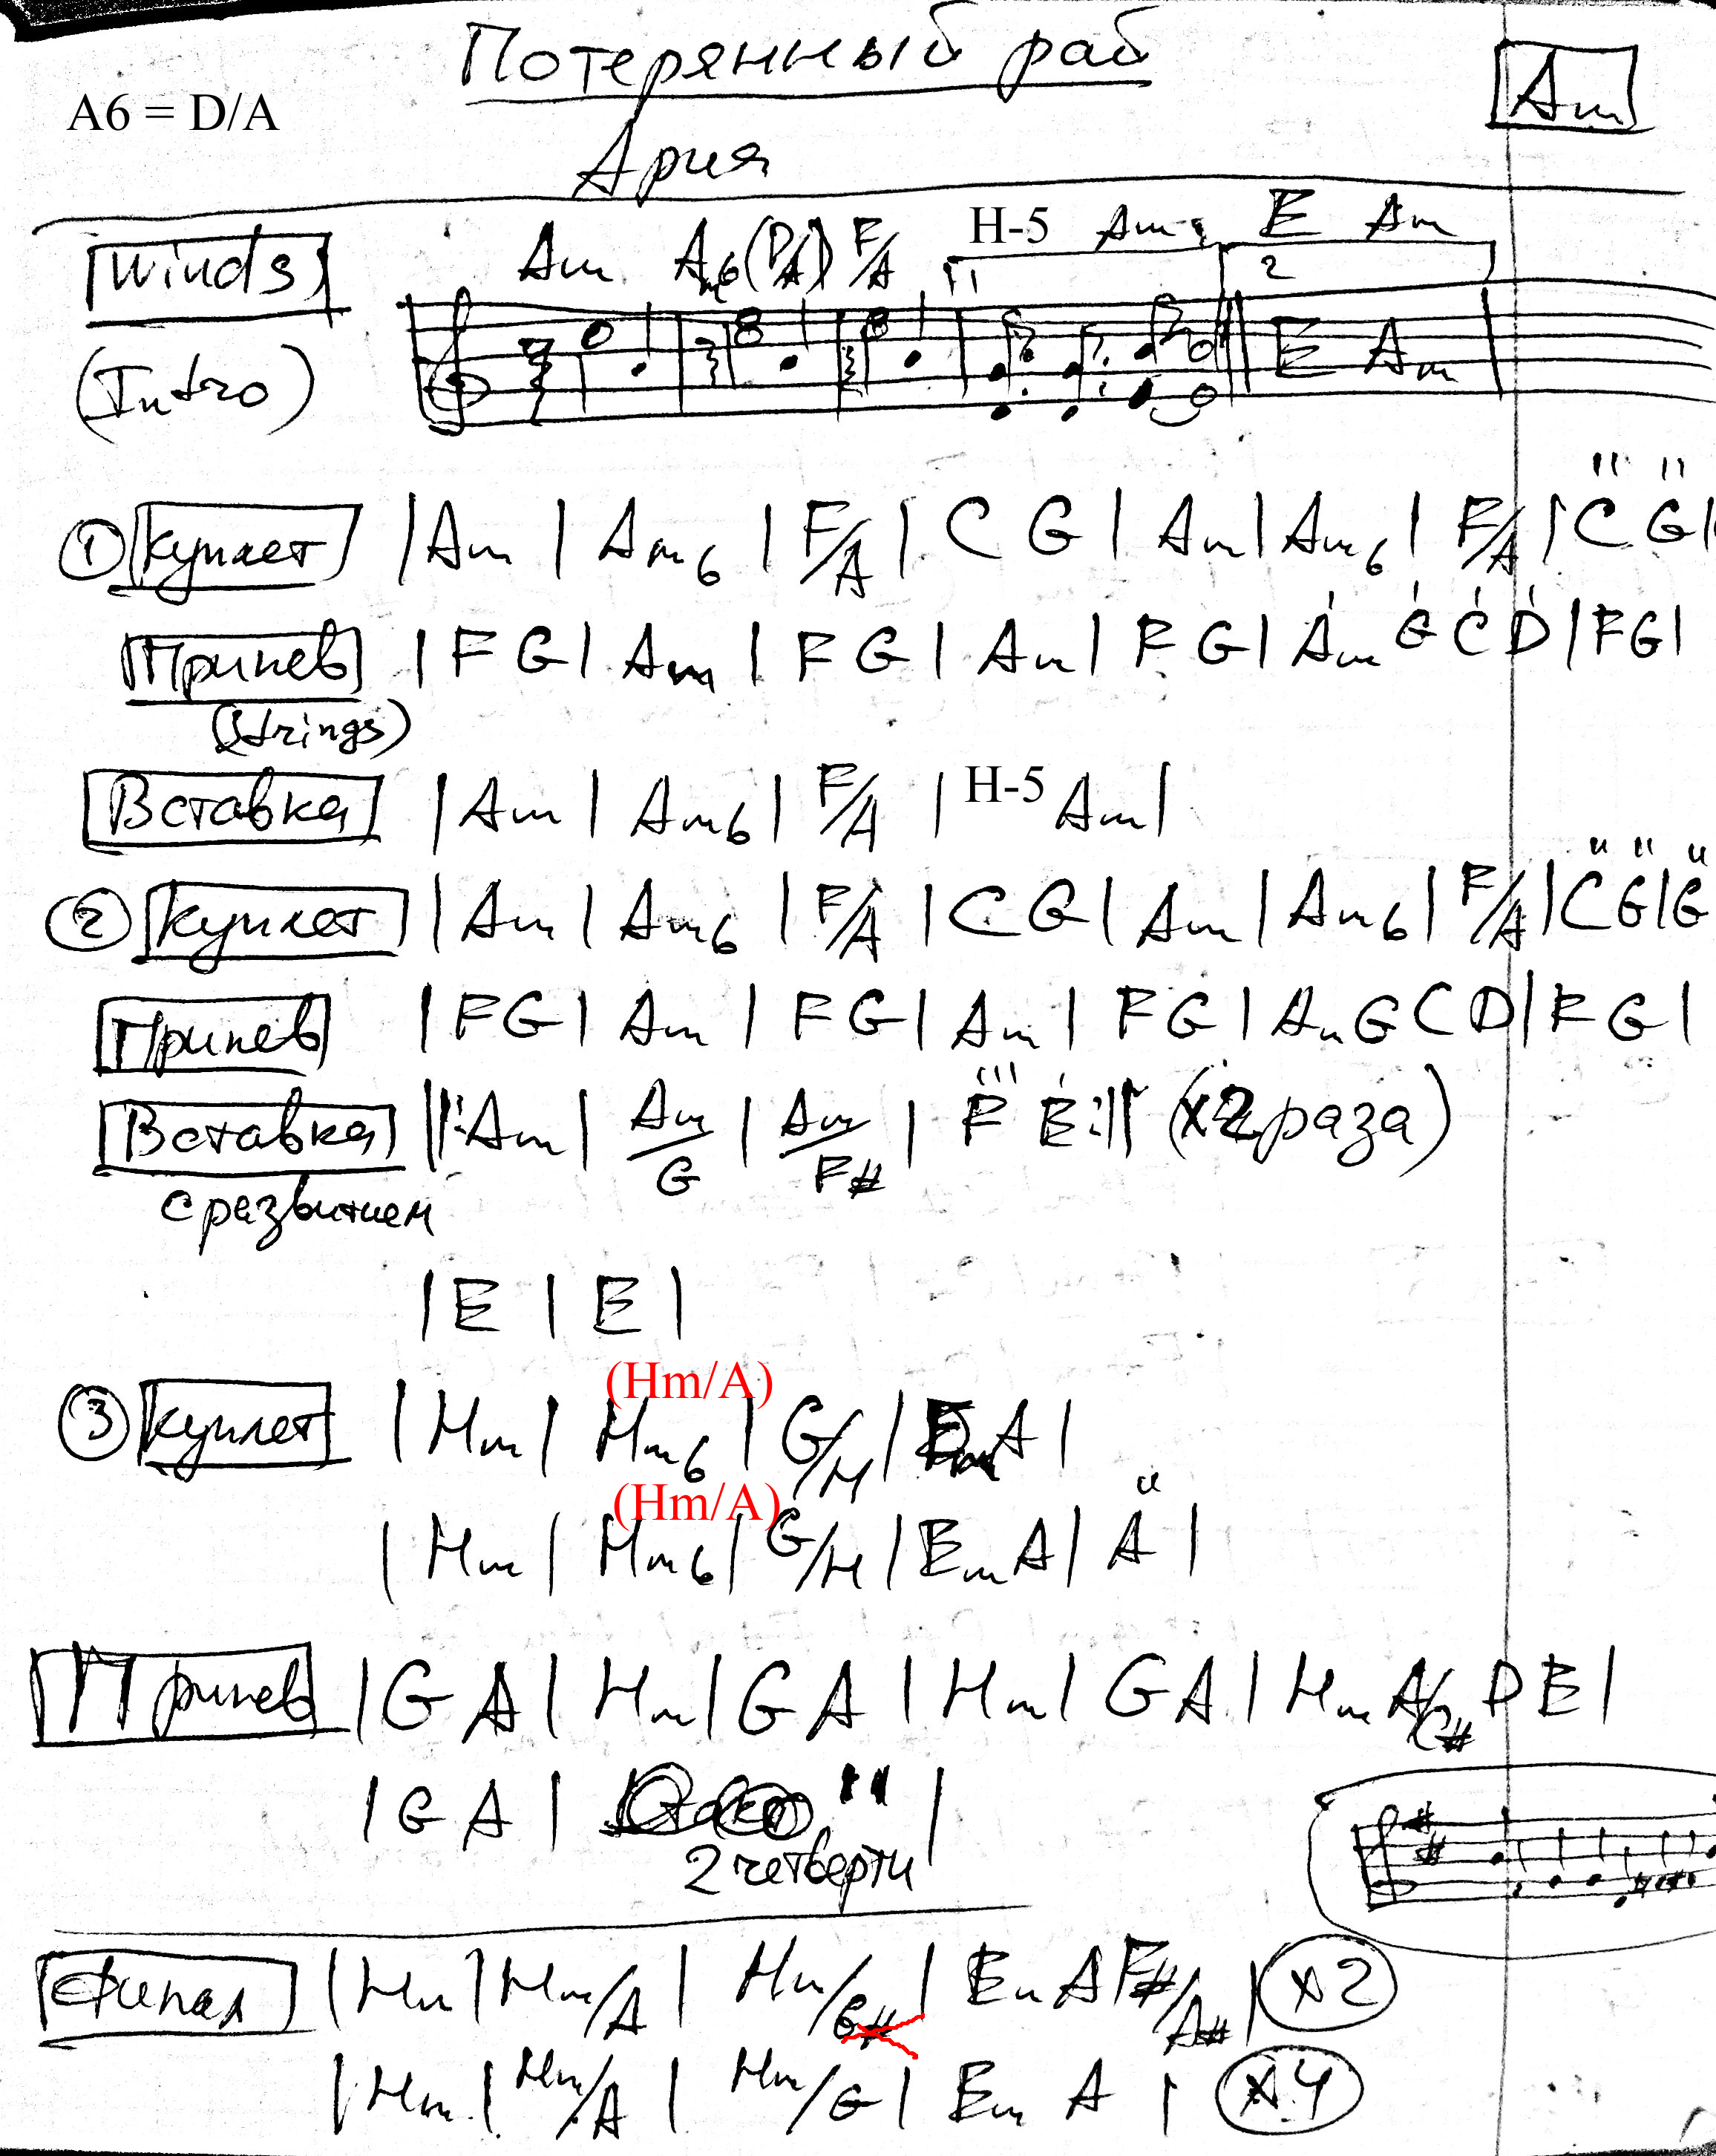 Потерянный рай
A6 = D/A
Am
Ария
Winds
(Intro)
Am Am6(D/A) F/A H-5 Am E Am
1 2
E Am
① Куплет |Am | Am6 | F/A | C G | Am | Am6 | F/A | C G |
Припев | F G | Am | F G | Am | F G | Am G C D | F G |
(Strings)
Вставка | Am | Am6 | F/A | H-5 Am |
② Куплет | Am | Am6 | F/A | C G | Am | Am6 | F/A | C G | G
Припев | F G | Am | F G | Am | F G | Am G C D | F G |
Вставка ||: Am | Am/G | Am/F# | F E :|| (x2 раза)
с развитием
| E | E |
(Hm/A)
③ Куплет | Hm | Hm6 | G/H | Em A |
(Hm/A)
| Hm | Hm6 | G/H | Em A | A |
Припев | G A | Hm | G A | Hm | G A | Hm A/C# D E |
| G A | " |
2 четверти
Финал | Hm | Hm/A | Hm/G# | Em A F#/A# | x2
| Hm | Hm/A | Hm/G | Em A | x4